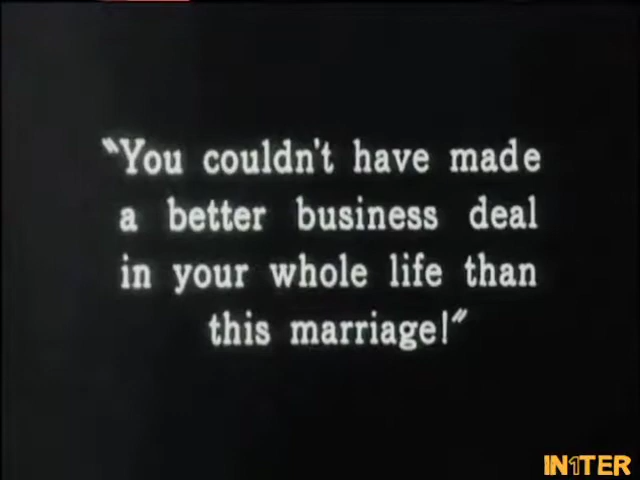 "You couldn't have made
a better business deal
in your whole life than
this marriage!"
IN1TER